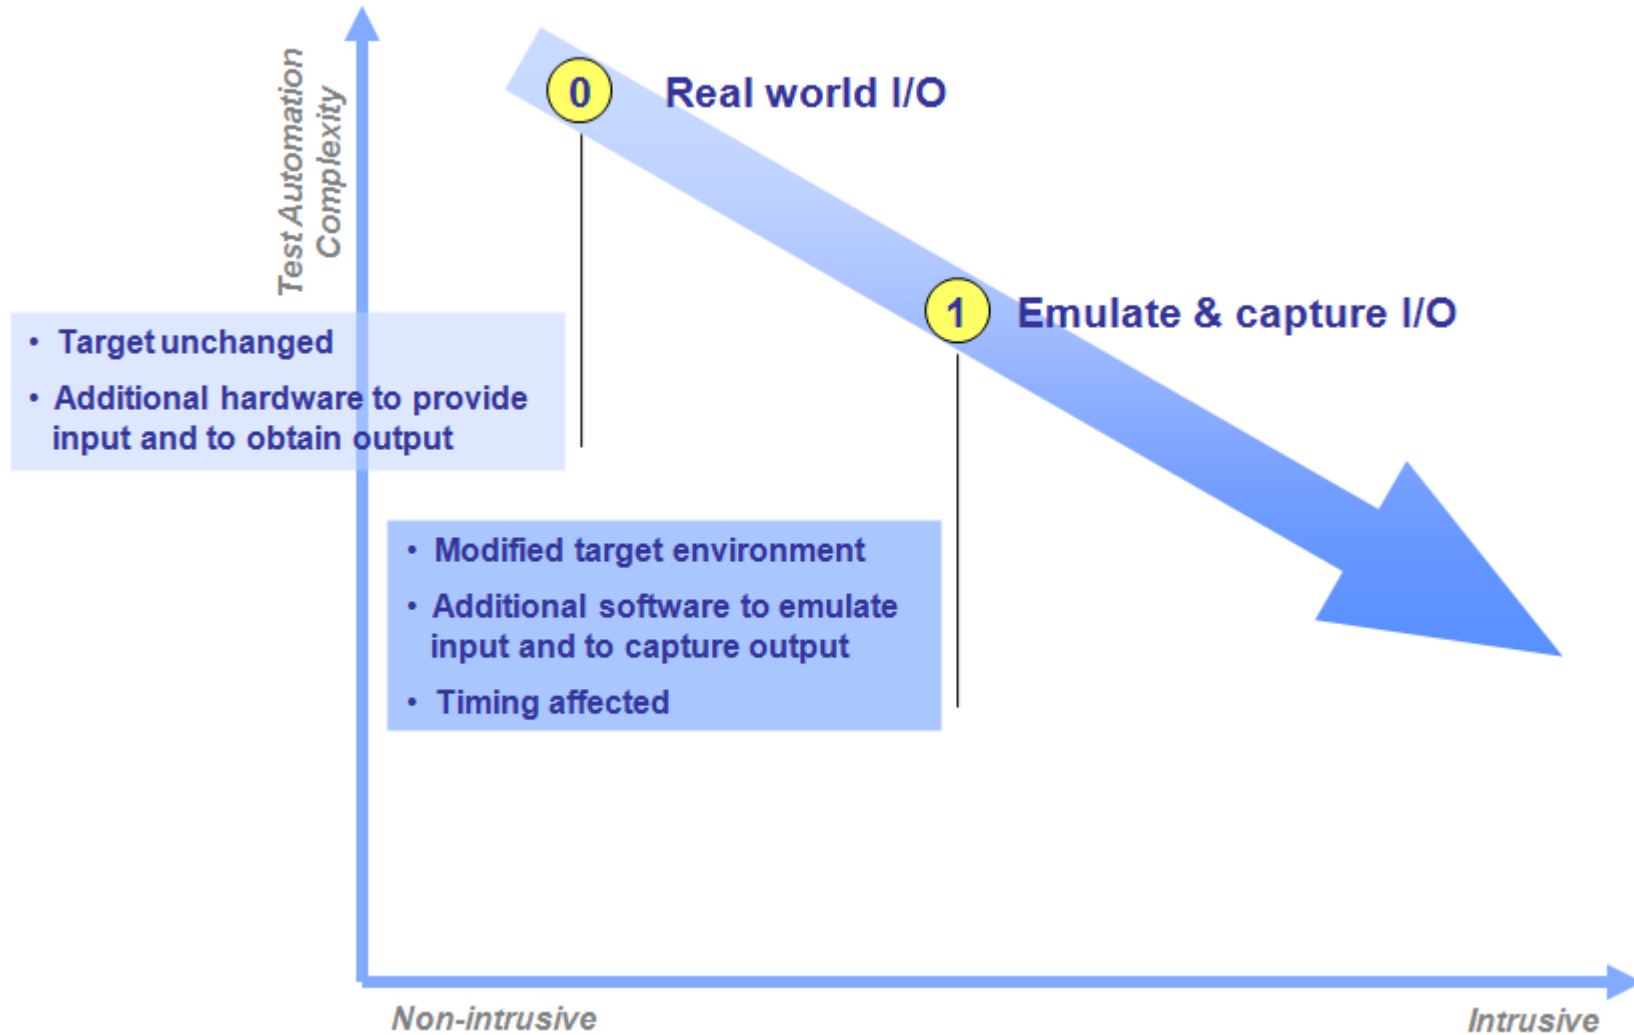 Test Automation
Complexity
0
Real world I/O
1
Emulate & capture I/O
• Target unchanged
• Additional hardware to provide
input and to obtain output
• Modified target environment
• Additional software to emulate
input and to capture output
• Timing affected
Non-intrusive
Intrusive